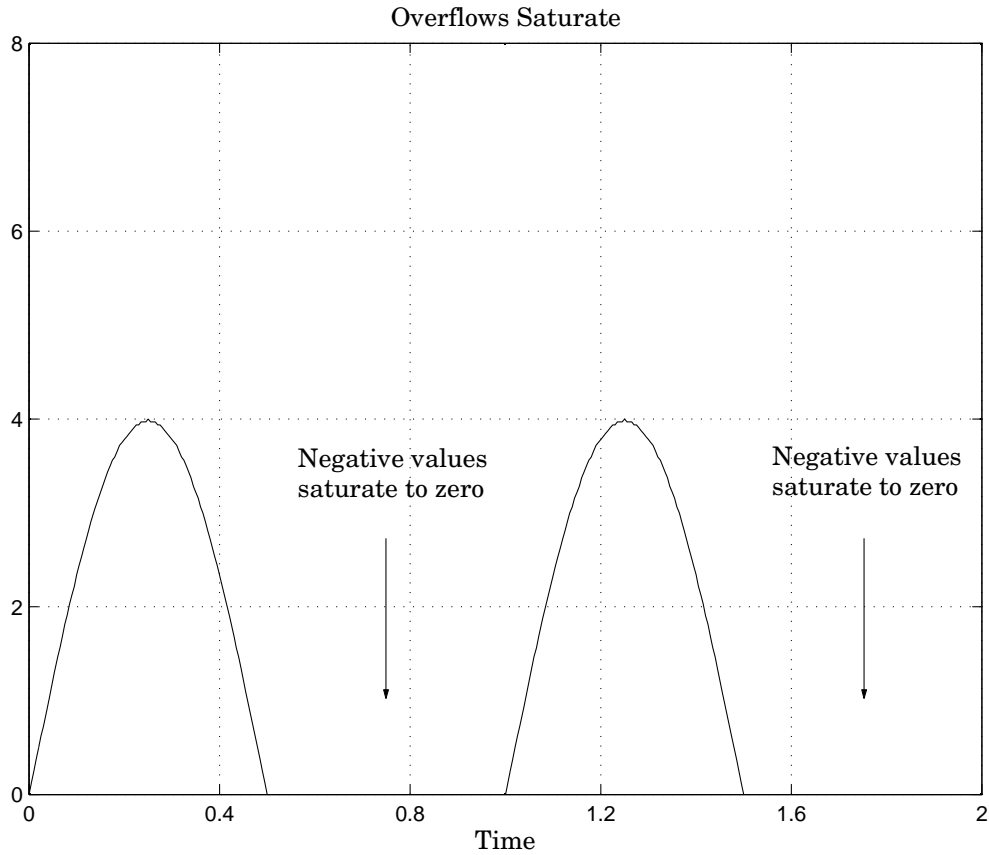 Overflows Saturate
8
6
4
Negative values
saturate to zero
Negative values
saturate to zero
2
0
0 0.4 0.8 1.2 1.6 2
Time